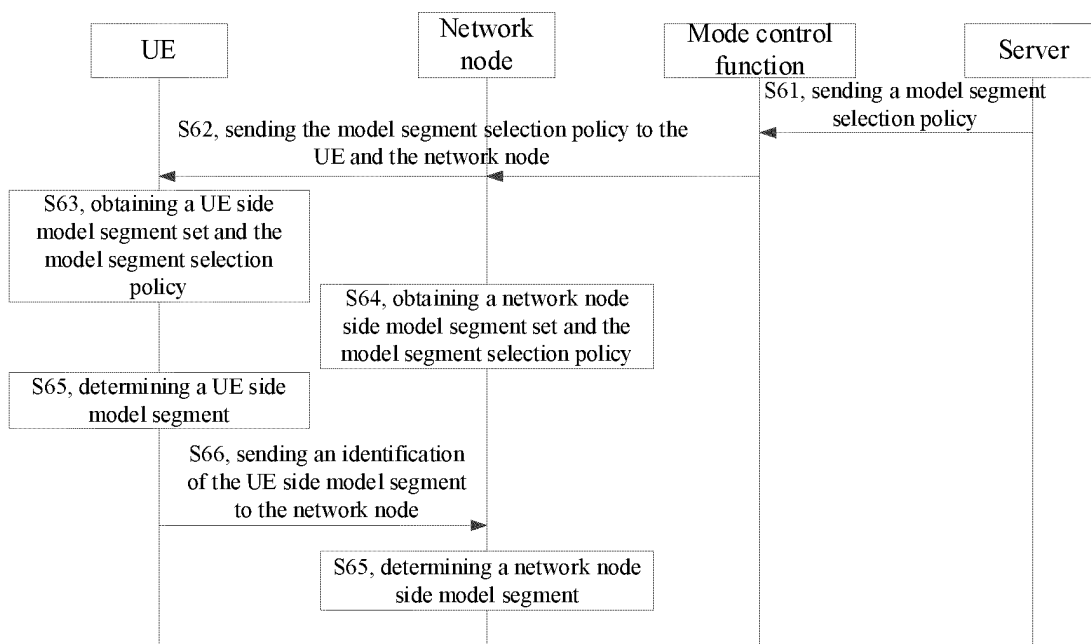 UE
Network
node
Mode control
function
Server
S61, sending a model segment
selection policy
S62, sending the model segment selection policy to the
UE and the network node
S63, obtaining a UE side
model segment set and the
model segment selection
policy
S64, obtaining a network node
side model segment set and the
model segment selection policy
S65, determining a UE side
model segment
S66, sending an identification
of the UE side model segment
to the network node
S65, determining a network node
side model segment